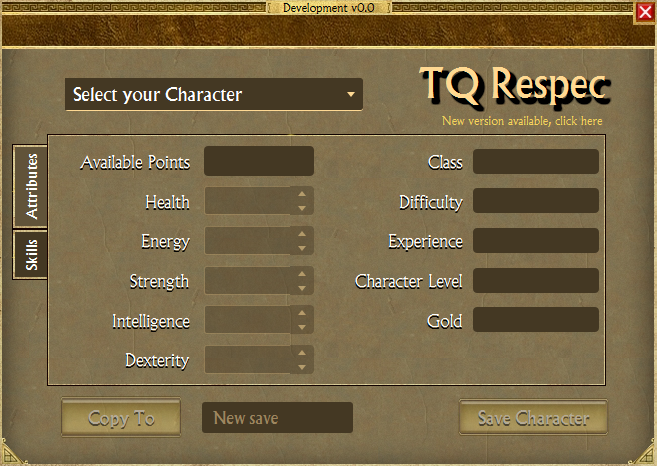 Development v0.0
Select your Character
TQ Respec
New version available, click here
Attributes
Skills
Available Points
Class
Health
Difficulty
Energy
Experience
Strength
Character Level
Intelligence
Gold
Dexterity
Copy To
New save
Save Character